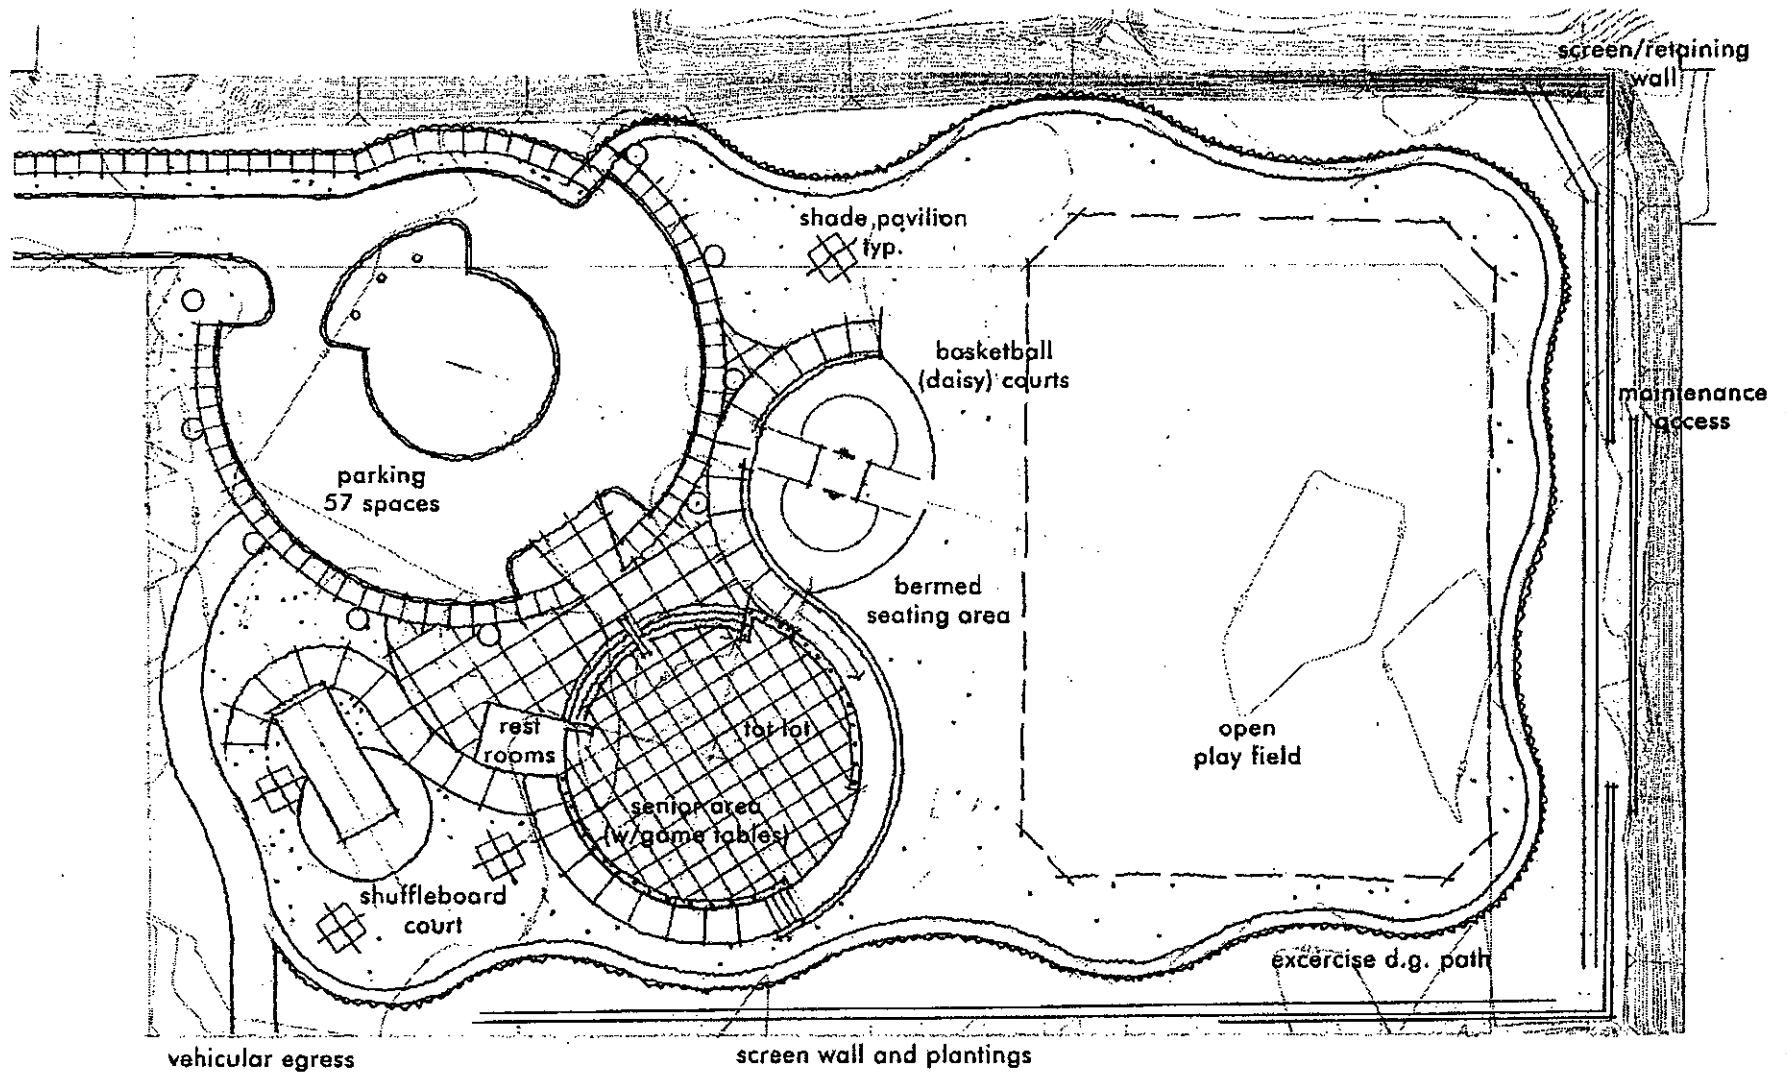 screen/retaining
wall
shade pavilion
typ.
basketball
(daisy) courts
maintenance
access
parking
57 spaces
bermed
seating area
rest
rooms
tot lot
open
play field
senior area
(w/game tables)
shuffleboard
court
excercise d.g. path
vehicular egress
screen wall and plantings